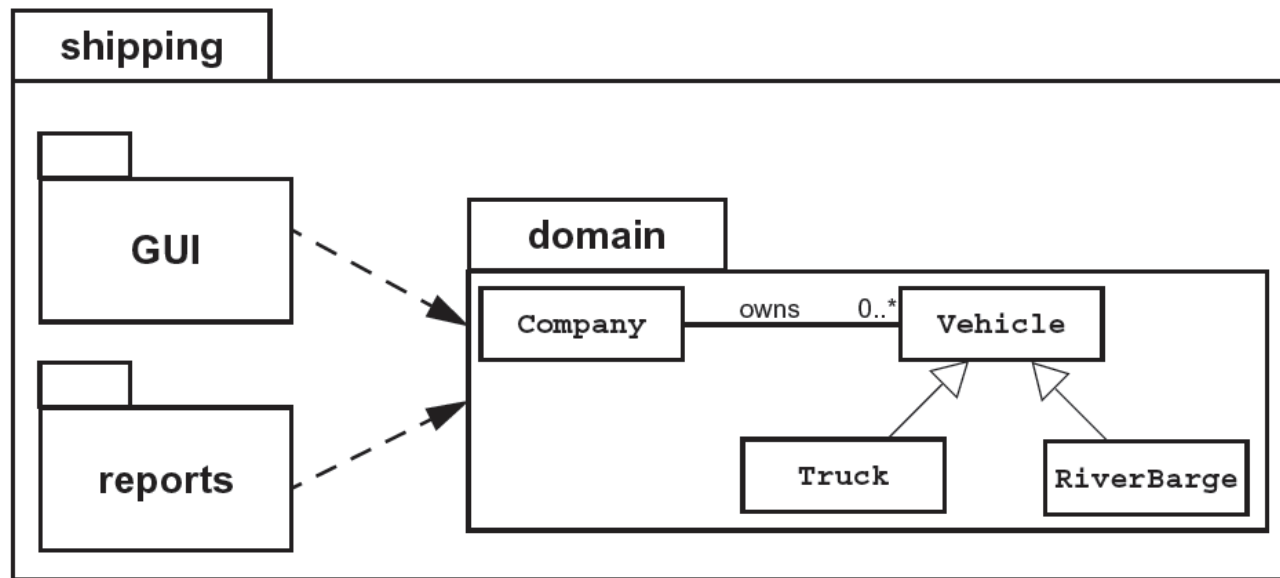 shipping
GUI
domain
Company
owns
0..*
Vehicle
reports
Truck
RiverBarge